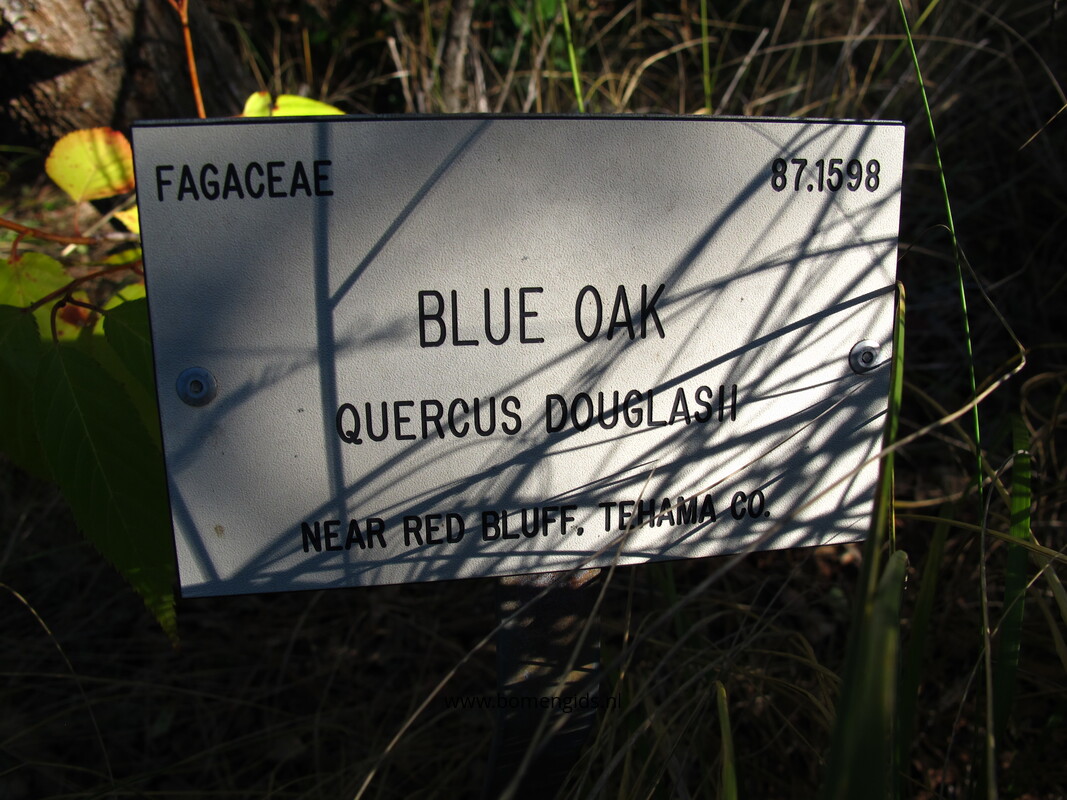 FAGACEAE 87.1598
BLUE OAK
QUERCUS DOUGLASII
NEAR RED BLUFF, TEHAMA CO.
www.bomengids.nl